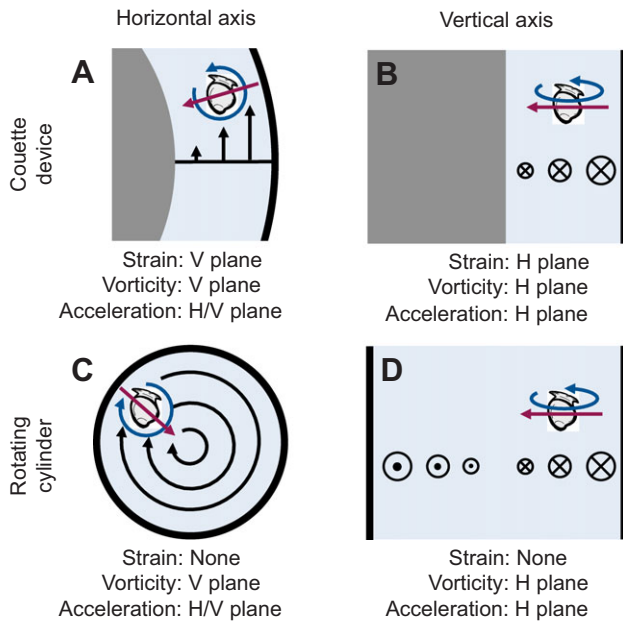 Horizontal axis
Vertical axis
Couette
device
A
B
Strain: V plane
Vorticity: V plane
Acceleration: H/V plane
Strain: H plane
Vorticity: H plane
Acceleration: H plane
Rotating
cylinder
C
D
Strain: None
Vorticity: V plane
Acceleration: H/V plane
Strain: None
Vorticity: H plane
Acceleration: H plane